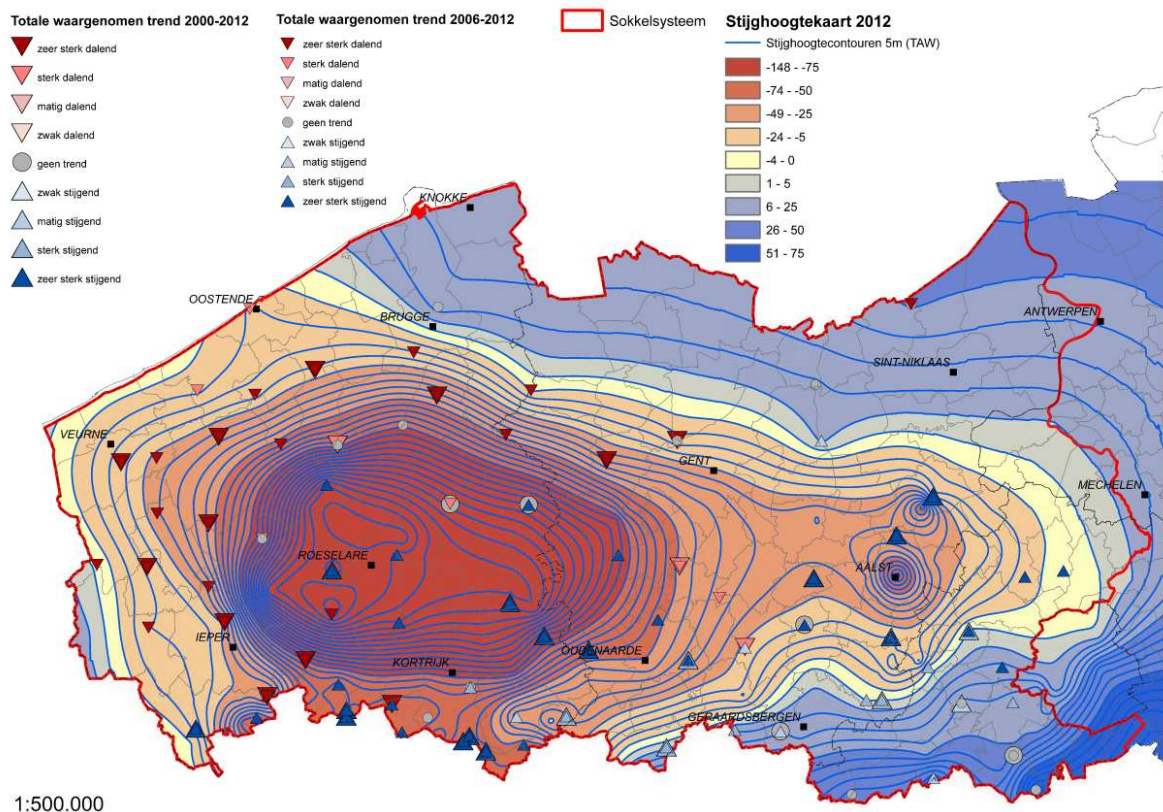 Totale waargenomen trend 2000-2012
zeer sterk dalend
sterk dalend
matig dalend
zwak dalend
geen trend
zwak stijgend
matig stijgend
sterk stijgend
zeer sterk stijgend
Totale waargenomen trend 2006-2012
zeer sterk dalend
sterk dalend
matig dalend
zwak dalend
geen trend
zwak stijgend
matig stijgend
sterk stijgend
zeer sterk stijgend
Sokkelsysteem
Stijghoogtekaart 2012
Stijghoogtecontouren 5m (TAW)
-148 - -75
-74 - -50
-49 - -25
-24 - -5
-4 - 0
1 - 5
6 - 25
26 - 50
51 - 75
KNOKKE
OOSTENDE
BRUGGE
ANTWERPEN
SINT-NIKLAAS
VEURNE
GENT
MECHELEN
ROESELARE
AALST
IEPER
OUDENAARDE
KORTRIJK
GERAARDSBERGEN
1:500.000